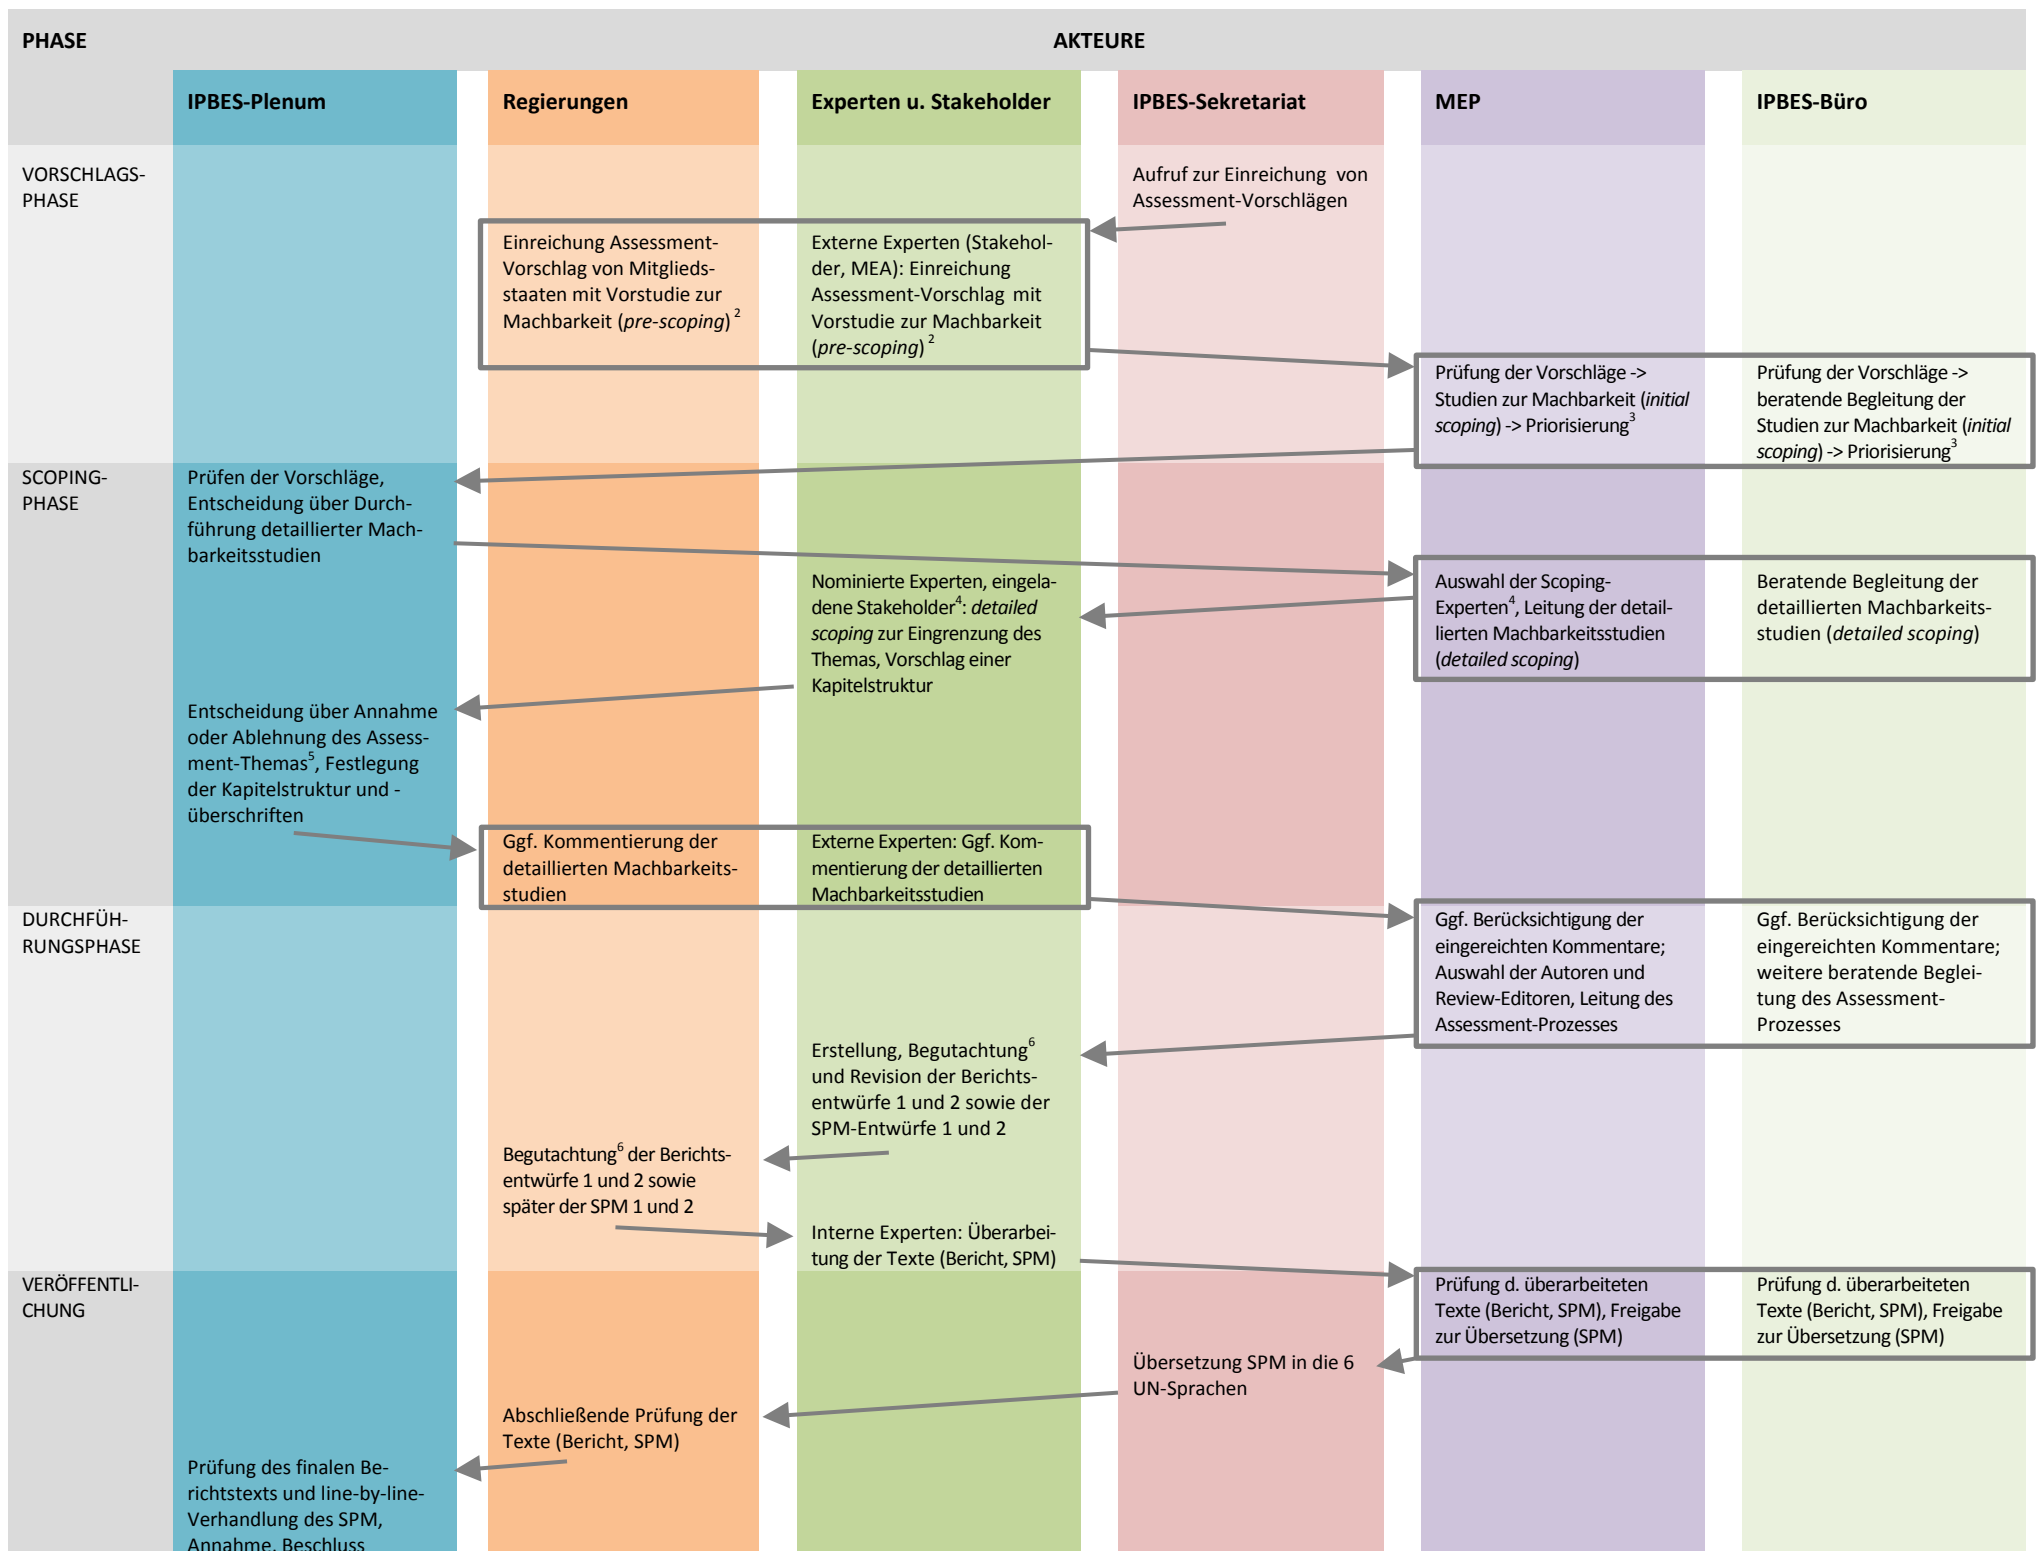 PHASE
AKTEURE
IPBES-Plenum
Regierungen
Experten u. Stakeholder
IPBES-Sekretariat
MEP
IPBES-Büro
VORSCHLAGS-
PHASE
Aufruf zur Einreichung von
Assessment-Vorschlägen
Einreichung Assessment-
Vorschlag von Mitglieds-
staaten mit Vorstudie zur
Machbarkeit (pre-scoping) 2
Externe Experten (Stakehol-
der, MEA): Einreichung
Assessment-Vorschlag mit
Vorstudie zur Machbarkeit
(pre-scoping) 2
Prüfung der Vorschläge ->
Studien zur Machbarkeit (initial
scoping) -> Priorisierung3
Prüfung der Vorschläge ->
beratende Begleitung der
Studien zur Machbarkeit (initial
scoping) -> Priorisierung3
SCOPING-
PHASE
Prüfen der Vorschläge,
Entscheidung über Durch-
führung detaillierter Mach-
barkeitsstudien
Nominierte Experten, eingela-
dene Stakeholder4: detailed
scoping zur Eingrenzung des
Themas, Vorschlag einer
Kapitelstruktur
Auswahl der Scoping-
Experten4, Leitung der detail-
lierten Machbarkeitsstudien
(detailed scoping)
Beratende Begleitung der
detaillierten Machbarkeits-
studien (detailed scoping)
Entscheidung über Annahme
oder Ablehnung des Assess-
ment-Themas5, Festlegung
der Kapitelstruktur und -
überschriften
Ggf. Kommentierung der
detaillierten Machbarkeits-
studien
Externe Experten: Ggf. Kom-
mentierung der detaillierten
Machbarkeitsstudien
DURCHFÜH-
RUNGSPHASE
Ggf. Berücksichtigung der
eingereichten Kommentare;
Auswahl der Autoren und
Review-Editoren, Leitung des
Assessment-Prozesses
Ggf. Berücksichtigung der
eingereichten Kommentare;
weitere beratende Beglei-
tung des Assessment-
Prozesses
Erstellung, Begutachtung6
und Revision der Berichts-
entwürfe 1 und 2 sowie der
SPM-Entwürfe 1 und 2
Begutachtung6 der Berichts-
entwürfe 1 und 2 sowie
später der SPM 1 und 2
Interne Experten: Überarbei-
tung der Texte (Bericht, SPM)
VERÖFFENTLI-
CHUNG
Prüfung d. überarbeiteten
Texte (Bericht, SPM), Freigabe
zur Übersetzung (SPM)
Prüfung d. überarbeiteten
Texte (Bericht, SPM), Freigabe
zur Übersetzung (SPM)
Übersetzung SPM in die 6
UN-Sprachen
Abschließende Prüfung der
Texte (Bericht, SPM)
Prüfung des finalen Be-
richtstexts und line-by-line-
Verhandlung des SPM,
Annahme, Beschluss